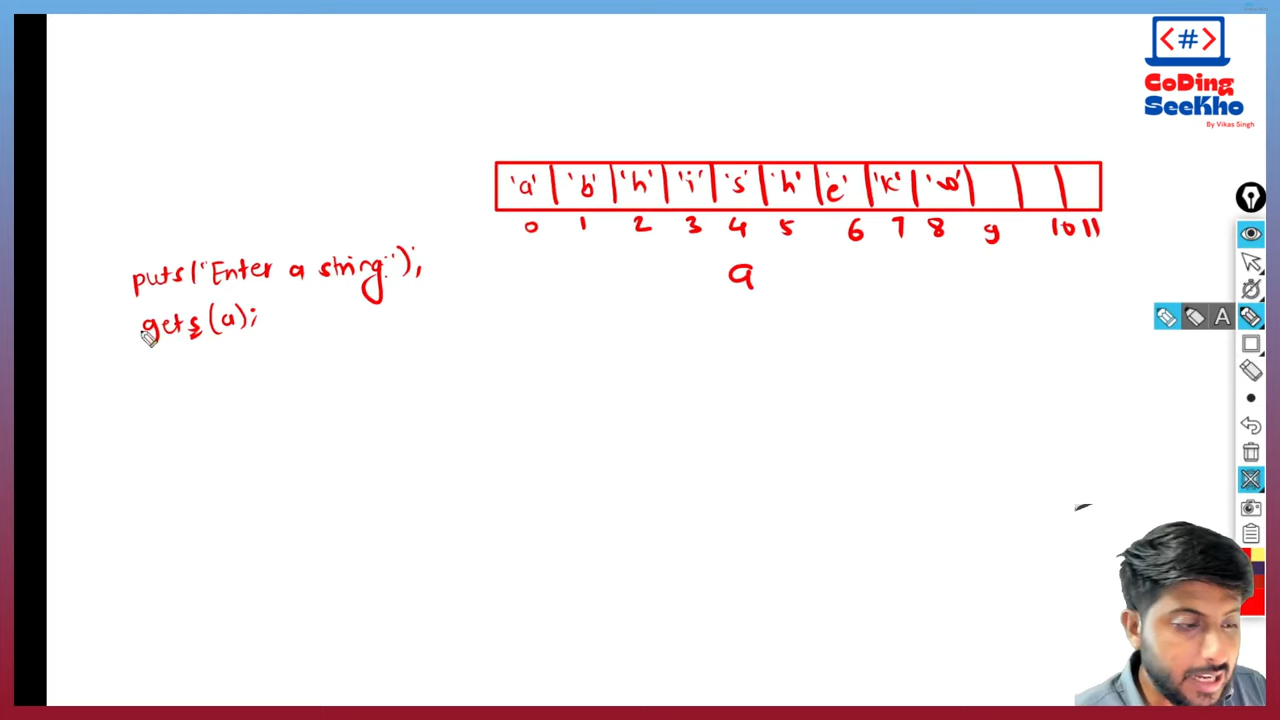 <#>
CoDing
SeeKho
By Vikas Singh
'a' 'b' 'h' 'i' 's' 'h' 'e' 'k' '\0'
0 1 2 3 4 5 6 7 8 9 10 11
a
puts("Enter a string:");
gets(a);
A